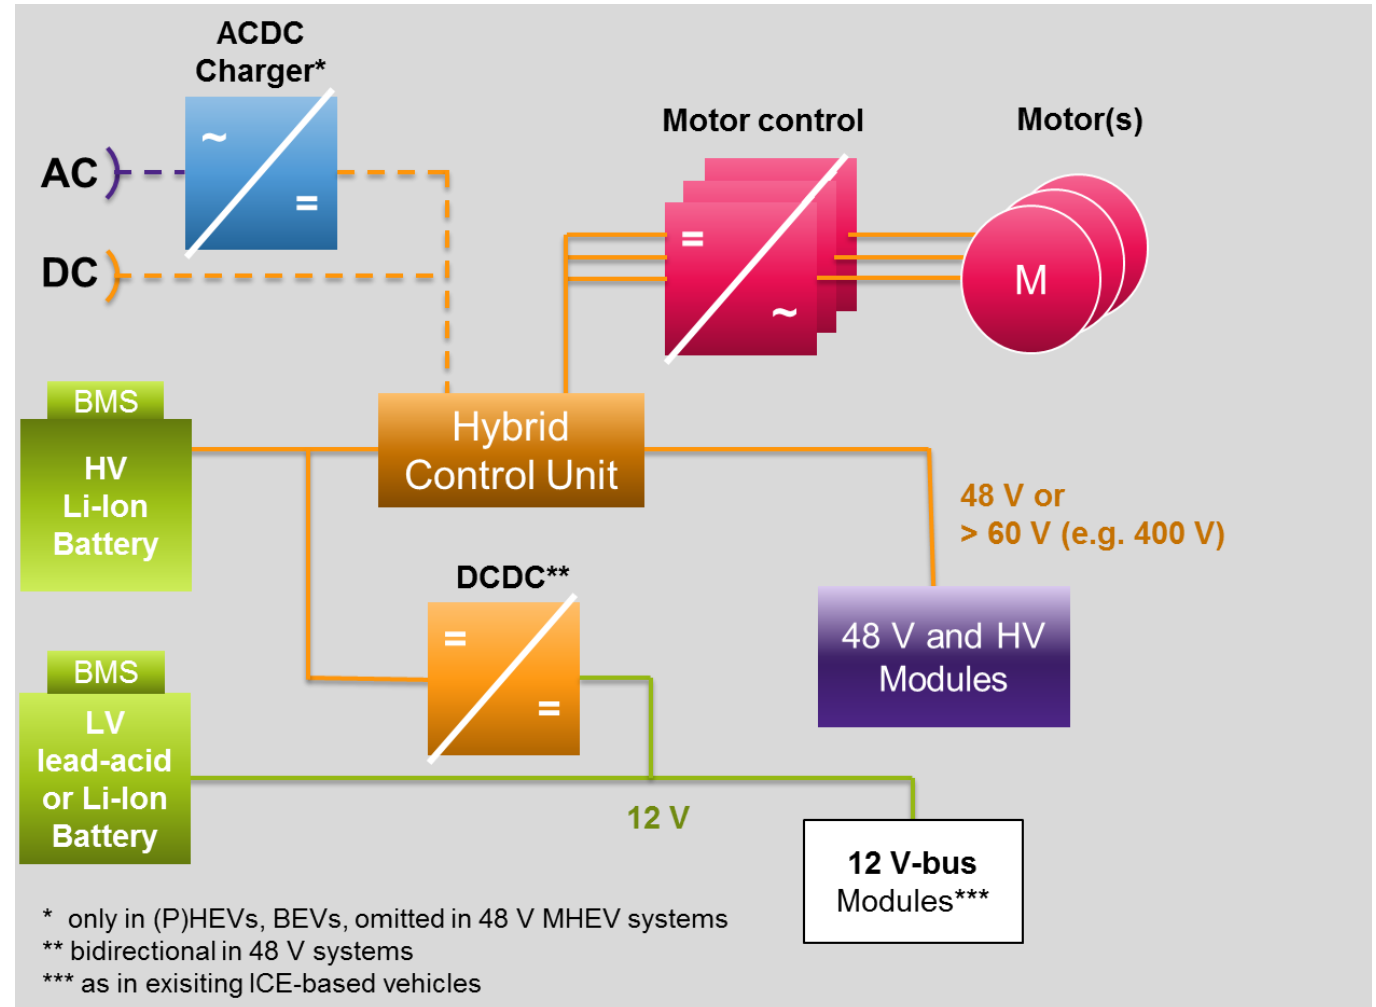 ACDC
Charger*
Motor control
Motor(s)
~
=
AC
DC
=
~
M
BMS
HV
Li-Ion
Battery
Hybrid
Control Unit
48 V or
> 60 V (e.g. 400 V)
DCDC**
=
=
48 V and HV
Modules
BMS
LV
lead-acid
or Li-Ion
Battery
12 V
12 V-bus
Modules***
* only in (P)HEVs, BEVs, omitted in 48 V MHEV systems
** bidirectional in 48 V systems
*** as in exisiting ICE-based vehicles